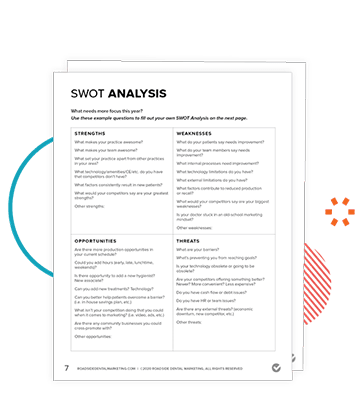 SWOT ANALYSIS
What needs more focus this year?
Use these example questions to fill out your own SWOT Analysis on the next page.
STRENGTHS
What makes your practice awesome?
What makes your team awesome?
What set your practice apart from other practices
in your area?
What technology/amenities/CE/etc. do you have
that competitors don't have?
What factors consistently result in new patients?
What would your competitors say are your greatest
strengths?
Other strengths:
WEAKNESSES
What do your patients say needs improvement?
What do your team members say needs
improvement?
What internal processes need improvement?
What technology limitations do you have?
What external limitations do you have?
What factors contribute to reduced production
or recall?
What would your competitors say are your biggest
weaknesses?
Is your doctor stuck in an old-school marketing
mindset?
Other weaknesses:
OPPORTUNITIES
Are there more production opportunities in
your current schedule?
Could you add hours (early, late, lunchtime,
weekends)?
Is there opportunity to add a new hygienist?
New associate?
Can you add new treatments? Technology?
Can you better help patients overcome a barrier?
(i.e. in-house savings plan, etc.)
What isn't your competition doing that you could
when it comes to marketing? (i.e. video, ads, etc.)
Are there any community businesses you could
cross-promote with?
Other opportunities:
THREATS
What are your barriers?
What's preventing you from reaching goals?
Is your technology obsolete or going to be
obsolete?
Are your competitors offering something better?
Newer? More convenient? Less expensive?
Do you have cash flow or debt issues?
Do you have HR or team issues?
Are there any external threats? (economic
downturn, new competitor, etc.)
Other threats:
7 ROADSIDEDENTALMARKETING.COM | ©2020 ROADSIDE DENTAL MARKETING. ALL RIGHTS RESERVED.